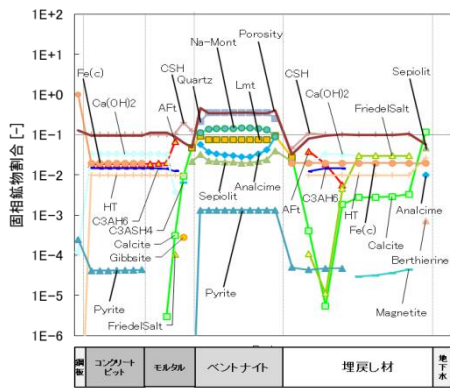 固相鉱物割合 [-]
1E+2
1E+1
1E+0
1E-1
1E-2
1E-3
1E-4
1E-5
1E-6
Fe(c)
Ca(OH)2
AFt
CSH
Quartz
Na-Mont
Porosity
Lmt
CSH
Ca(OH)2
FriedelSalt
Sepiolit
HT
C3AH6
C3ASH4
Calcite
Gibbsite
Pyrite
FriedelSalt
Sepiolit
Analcime
Pyrite
AFt
C3AH6
HT
Fe(c)
Calcite
Analcime
Berthierine
Magnetite
鋼板
コンクリートピット
モルタル
ベントナイト
埋戻し材
地下水